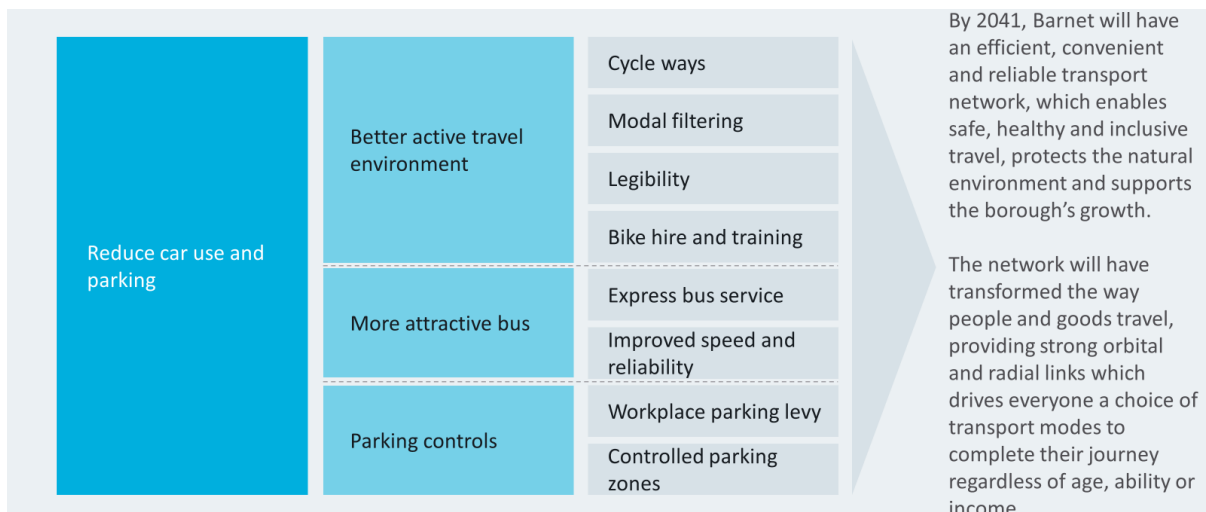 Reduce car use and
parking
Better active travel
environment
Cycle ways
Modal filtering
Legibility
Bike hire and training
More attractive bus
Express bus service
Improved speed and
reliability
Parking controls
Workplace parking levy
Controlled parking
zones
By 2041, Barnet will have
an efficient, convenient
and reliable transport
network, which enables
safe, healthy and inclusive
travel, protects the natural
environment and supports
the borough’s growth.
The network will have
transformed the way
people and goods travel,
providing strong orbital
and radial links which
drives everyone a choice of
transport modes to
complete their journey
regardless of age, ability or
income